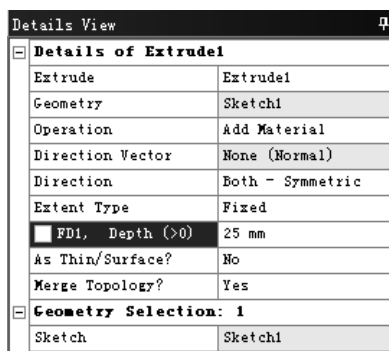 Details View
Details of Extrude1
Extrude Extrude1
Geometry Sketch1
Operation Add Material
Direction Vector None (Normal)
Direction Both - Symmetric
Extent Type Fixed
FD1, Depth (>0) 25 mm
As Thin/Surface? No
Merge Topology? Yes
Geometry Selection: 1
Sketch Sketch1